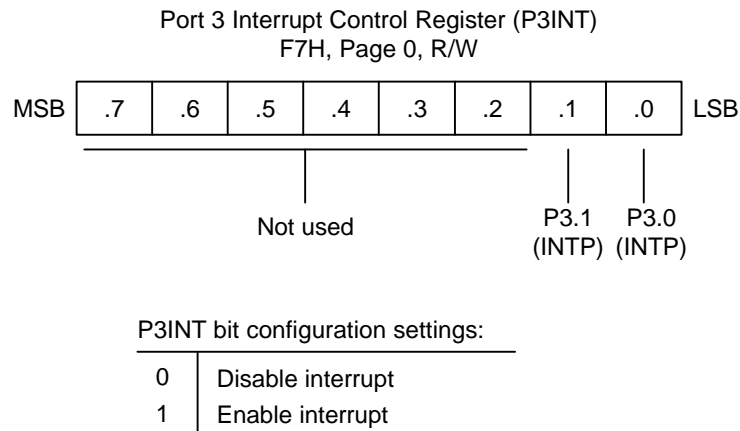 Port 3 Interrupt Control Register (P3INT)
F7H, Page 0, R/W
MSB .7 .6 .5 .4 .3 .2 .1 .0 LSB
Not used
P3.1 (INTP)
P3.0 (INTP)
P3INT bit configuration settings:
0 Disable interrupt
1 Enable interrupt